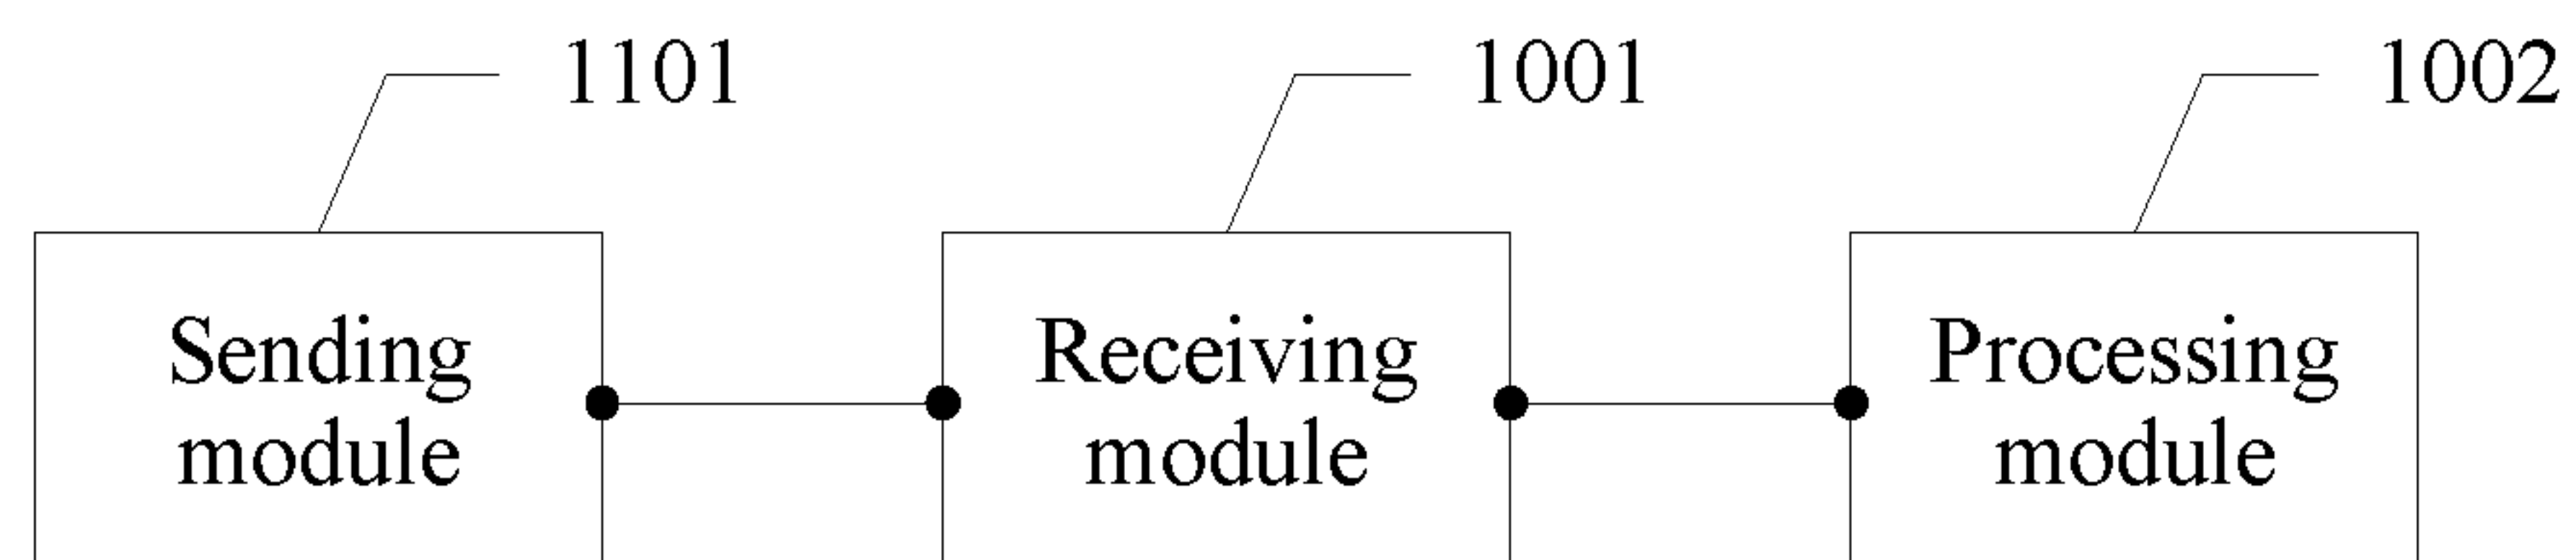 1101
1001
1002
Sending
module
Receiving
module
Processing
module